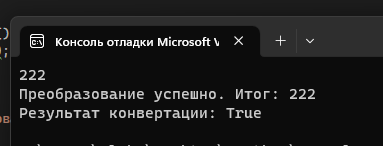 Консоль отладки Microsoft V
222
Преобразование успешно. Итог: 222
Результат конвертации: True